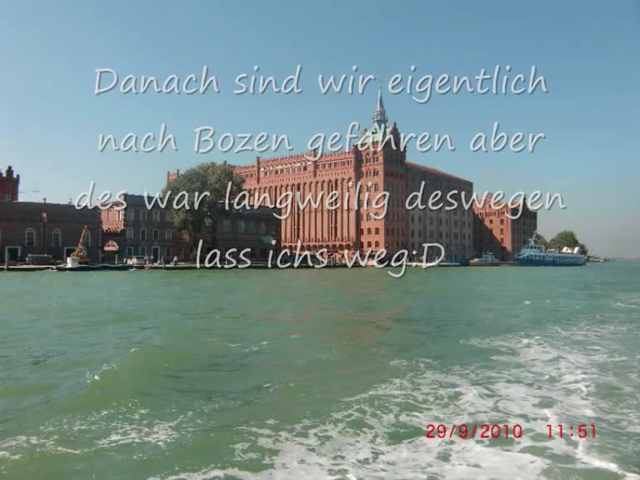 Danach sind wir eigentlich
nach Bozen gefahren aber
des war langweilig deswegen
lass ichs weg:D
29/9/2010 11:51